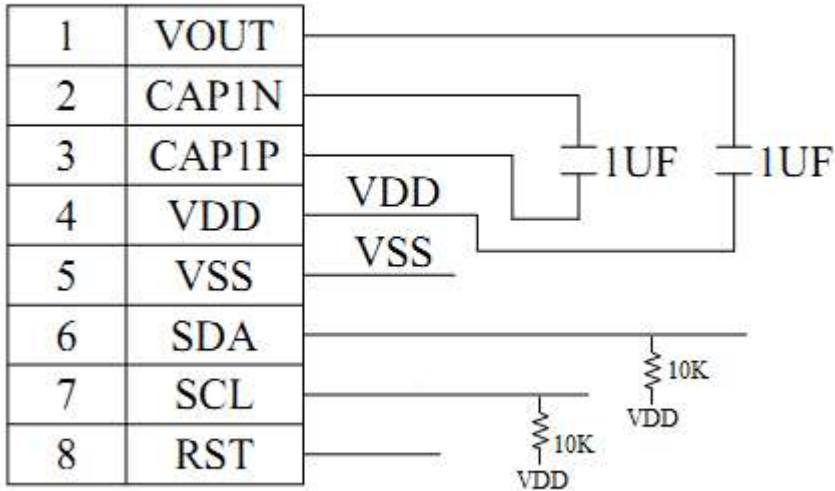 1 VOUT
2 CAP1N
3 CAP1P
1UF 1UF
4 VDD VDD
5 VSS VSS
6 SDA
10K
VDD
7 SCL
10K
VDD
8 RST